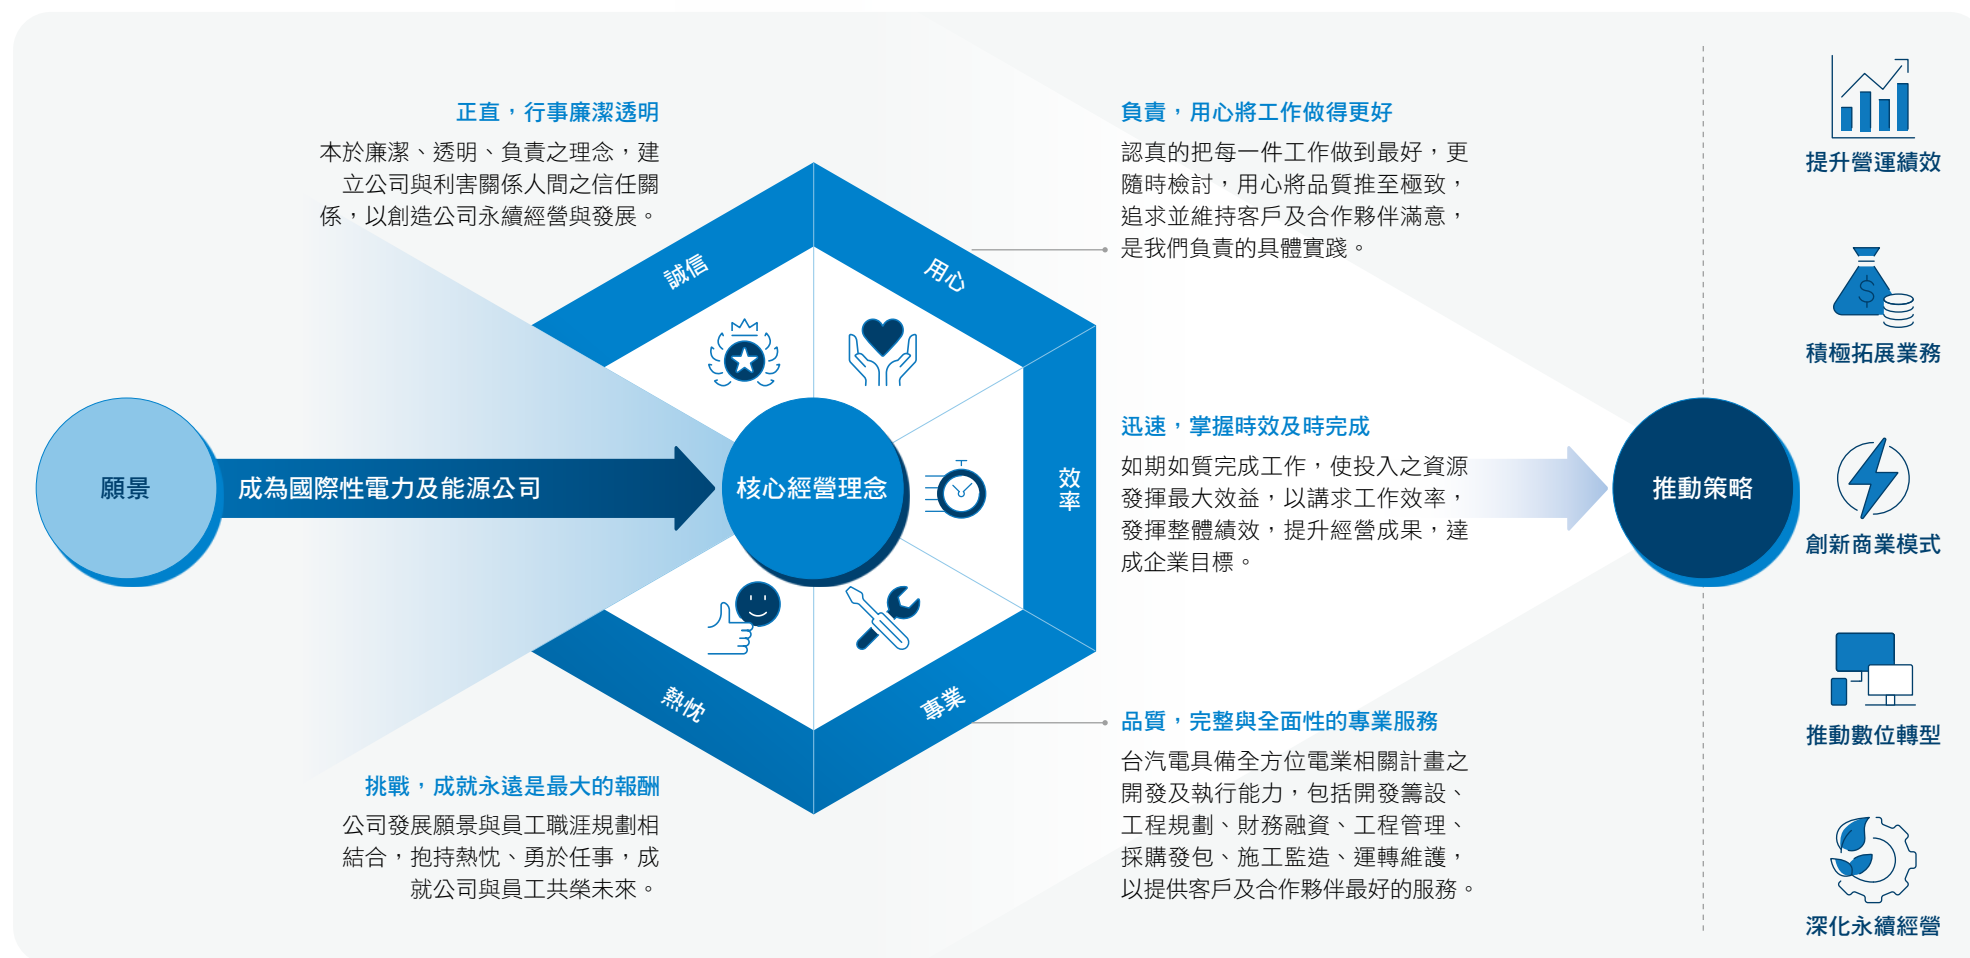 正直，行事廉潔透明
本於廉潔、透明、負責之理念，建
立公司與利害關係人間之信任關
係，以創造公司永續經營與發展。
負責，用心將工作做得更好
認真的把每一件工作做到最好，更
隨時檢討，用心將品質推至極致，
追求並維持客戶及合作夥伴滿意，
是我們負責的具體實踐。
誠信
用心
效率
專業
熱忱
願景
成為國際性電力及能源公司
核心經營理念
迅速，掌握時效及時完成
如期如質完成工作，使投入之資源
發揮最大效益，以講求工作效率，
發揮整體績效，提升經營成果，達
成企業目標。
挑戰，成就永遠是最大的報酬
公司發展願景與員工職涯規劃相
結合，抱持熱忱、勇於任事，成
就公司與員工共榮未來。
品質，完整與全面性的專業服務
台汽電具備全方位電業相關計畫之
開發及執行能力，包括開發籌設、
工程規劃、財務融資、工程管理、
採購發包、施工監造、運轉維護，
以提供客戶及合作夥伴最好的服務。
推動策略
提升營運績效
$
積極拓展業務
創新商業模式
推動數位轉型
深化永續經營